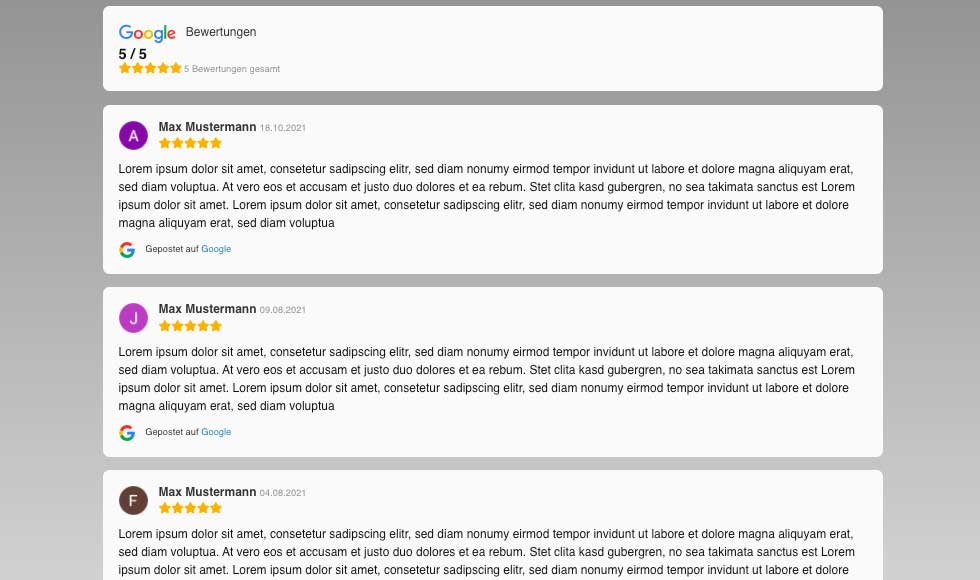 Google Bewertungen
5 / 5
5 Bewertungen gesamt
A Max Mustermann 18.10.2021
Lorem ipsum dolor sit amet, consetetur sadipscing elitr, sed diam nonumy eirmod tempor invidunt ut labore et dolore magna aliquyam erat,
sed diam voluptua. At vero eos et accusam et justo duo dolores et ea rebum. Stet clita kasd gubergren, no sea takimata sanctus est Lorem
ipsum dolor sit amet. Lorem ipsum dolor sit amet, consetetur sadipscing elitr, sed diam nonumy eirmod tempor invidunt ut labore et dolore
magna aliquyam erat, sed diam voluptua
G Gepostet auf Google
J Max Mustermann 09.08.2021
Lorem ipsum dolor sit amet, consetetur sadipscing elitr, sed diam nonumy eirmod tempor invidunt ut labore et dolore magna aliquyam erat,
sed diam voluptua. At vero eos et accusam et justo duo dolores et ea rebum. Stet clita kasd gubergren, no sea takimata sanctus est Lorem
ipsum dolor sit amet. Lorem ipsum dolor sit amet, consetetur sadipscing elitr, sed diam nonumy eirmod tempor invidunt ut labore et dolore
magna aliquyam erat, sed diam voluptua
G Gepostet auf Google
F Max Mustermann 04.08.2021
Lorem ipsum dolor sit amet, consetetur sadipscing elitr, sed diam nonumy eirmod tempor invidunt ut labore et dolore magna aliquyam erat,
sed diam voluptua. At vero eos et accusam et justo duo dolores et ea rebum. Stet clita kasd gubergren, no sea takimata sanctus est Lorem
ipsum dolor sit amet. Lorem ipsum dolor sit amet, consetetur sadipscing elitr, sed diam nonumy eirmod tempor invidunt ut labore et dolore